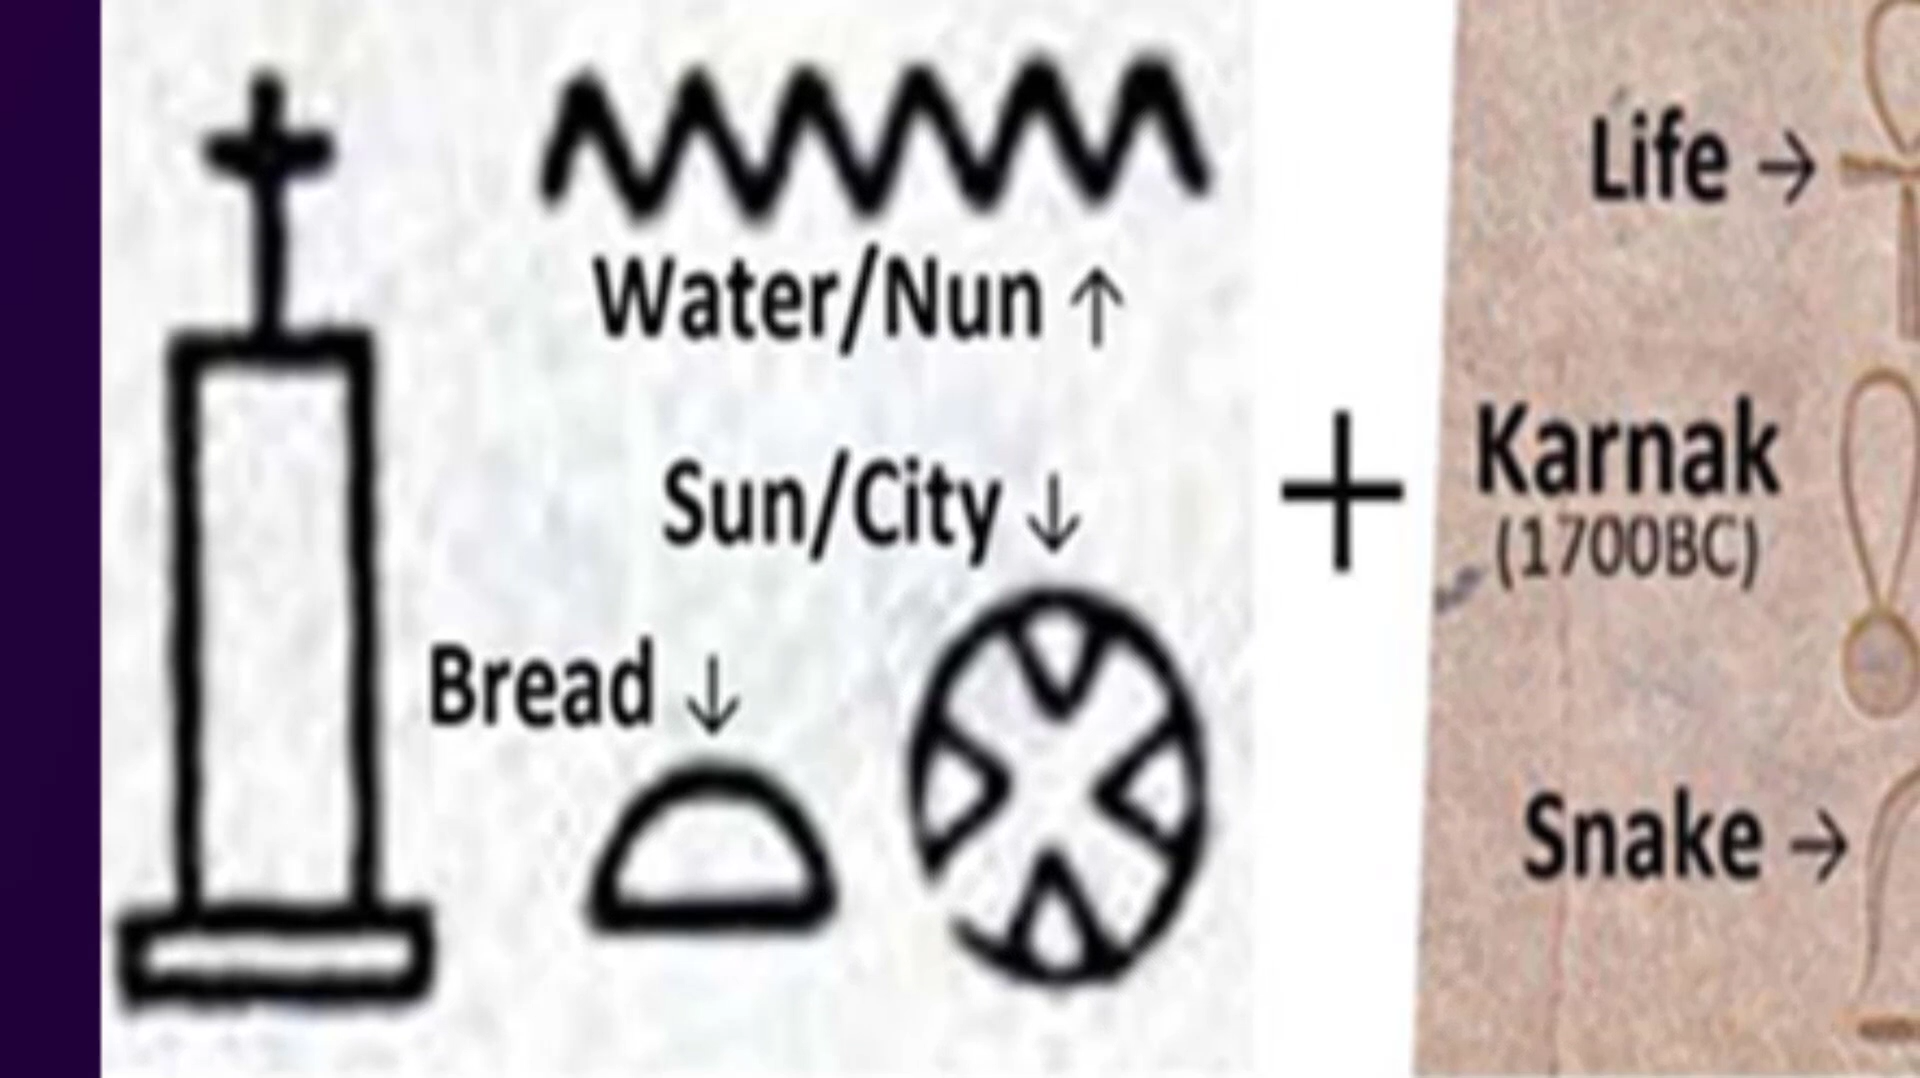 Water/Nun ↑
Sun/City ↓
Bread ↓
+
Life →
Karnak
(1700BC)
Snake →